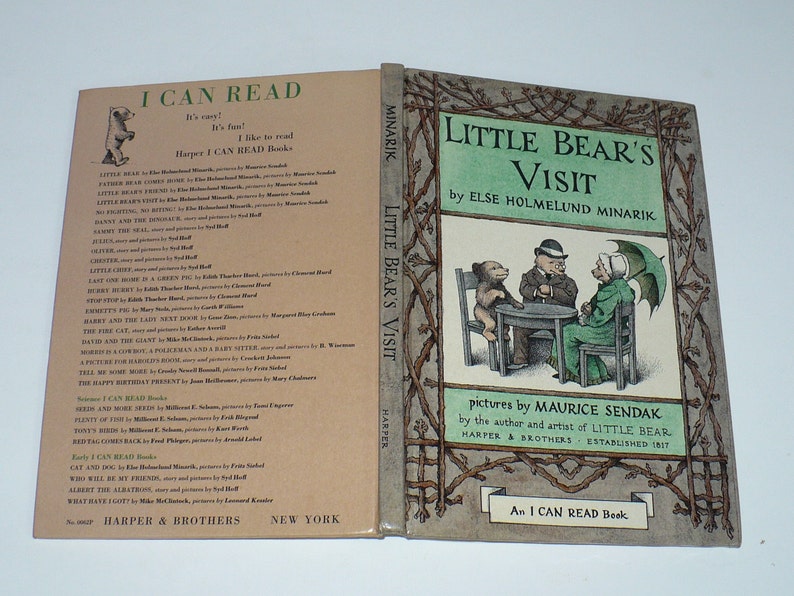 I CAN READ
It's easy!
It's fun!
I like to read
Harper I CAN READ Books
LITTLE BEAR by Else Holmelund Minarik, pictures by Maurice Sendak
FATHER BEAR COMES HOME by Else Holmelund Minarik, pictures by Maurice Sendak
LITTLE BEAR'S FRIEND by Else Holmelund Minarik, pictures by Maurice Sendak
LITTLE BEAR'S VISIT by Else Holmelund Minarik, pictures by Maurice Sendak
NO FIGHTING, NO BITING! by Else Holmelund Minarik, pictures by Maurice Sendak
DANNY AND THE DINOSAUR, story and pictures by Syd Hoff
SAMMY THE SEAL, story and pictures by Syd Hoff
JULIUS, story and pictures by Syd Hoff
OLIVER, story and pictures by Syd Hoff
CHESTER, story and pictures by Syd Hoff
LITTLE CHIEF, story and pictures by Syd Hoff
LAST ONE HOME IS A GREEN PIG by Edith Thacher Hurd, pictures by Clement Hurd
HURRY HURRY by Edith Thacher Hurd, pictures by Clement Hurd
STOP STOP by Edith Thacher Hurd, pictures by Clement Hurd
EMMETT'S PIG by Mary Stolz, pictures by Garth Williams
HARRY AND THE LADY NEXT DOOR by Gene Zion, pictures by Margaret Bloy Graham
THE FIRE CAT, story and pictures by Esther Averill
DAVID AND THE GIANT by Mike McClintock, pictures by Fritz Siebel
MORRIS IS A COWBOY, A POLICEMAN AND A BABY SITTER, story and pictures by B. Wiseman
A PICTURE FOR HAROLD'S ROOM, story and pictures by Crockett Johnson
TELL ME SOME MORE by Crosby Newell Bonsall, pictures by Fritz Siebel
THE HAPPY BIRTHDAY PRESENT by Joan Heilbroner, pictures by Mary Chalmers
Science I CAN READ Books
SEEDS AND MORE SEEDS by Millicent E. Selsam, pictures by Tomi Ungerer
PLENTY OF FISH by Millicent E. Selsam, pictures by Erik Blegvad
TONY'S BIRDS by Millicent E. Selsam, pictures by Kurt Werth
RED TAG COMES BACK by Fred Phleger, pictures by Arnold Lobel
Early I CAN READ Books
CAT AND DOG by Else Holmelund Minarik, pictures by Fritz Siebel
WHO WILL BE MY FRIENDS, story and pictures by Syd Hoff
ALBERT THE ALBATROSS, story and pictures by Syd Hoff
WHAT HAVE I GOT? by Mike McClintock, pictures by Leonard Kessler
No. 0062P HARPER & BROTHERS NEW YORK
MINARIK LITTLE BEAR'S VISIT HARPER
LITTLE BEAR'S
VISIT
by ELSE HOLMELUND MINARIK
pictures by MAURICE SENDAK
by the author and artist of LITTLE BEAR
HARPER & BROTHERS · ESTABLISHED 1817
An I CAN READ Book